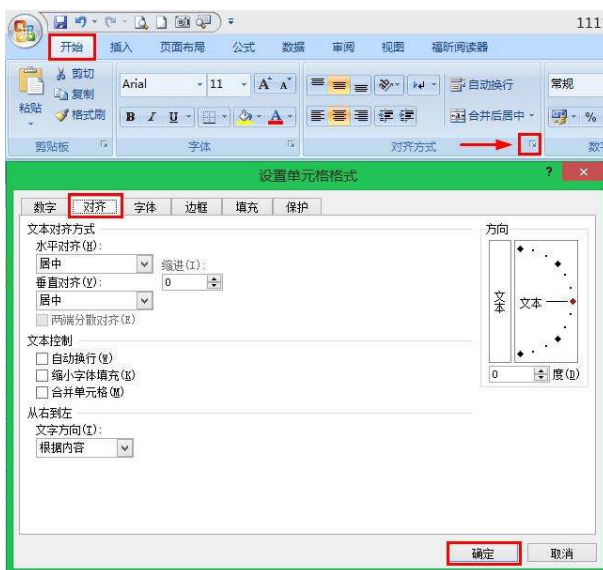 111
开始 插入 页面布局 公式 数据 审阅 视图 福昕阅读器
剪切
复制
格式刷
粘贴
Arial 11 A A
B I U A
自动换行
合并后居中
常规
%
剪贴板 字体 对齐方式 数字
设置单元格格式 ? ×
数字 对齐 字体 边框 填充 保护
文本对齐方式
水平对齐(H):
居中 缩进(I):
垂直对齐(V): 0
居中
两端分散对齐(E)
文本控制
自动换行(W)
缩小字体填充(K)
合并单元格(M)
从右到左
文字方向(T):
根据内容
方向
文本 文本
0 度(D)
确定 取消